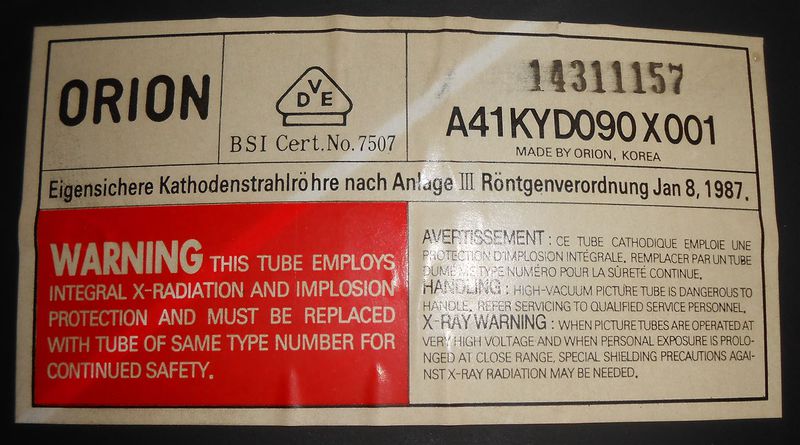 ORION
VDE
BSI Cert.No.7507
14311157
A41KYD090X001
MADE BY ORION, KOREA
Eigensichere Kathodenstrahlröhre nach Anlage III Röntgenverordnung Jan 8, 1987.
WARNING THIS TUBE EMPLOYS
INTEGRAL X-RADIATION AND IMPLOSION
PROTECTION AND MUST BE REPLACED
WITH TUBE OF SAME TYPE NUMBER FOR
CONTINUED SAFETY.
AVERTISSEMENT : CE TUBE CATHODIQUE EMPLOIE UNE
PROTECTION D'IMPLOSION INTÉGRALE. REMPLACER PAR UN TUBE
DUMÊME TYPE NUMÉRO POUR LA SÛRETÉ CONTINUE.
HANDLING : HIGH-VACUUM PICTURE TUBE IS DANGEROUS TO
HANDLE. REFER SERVICING TO QUALIFIED SERVICE PERSONNEL.
X-RAY WARNING : WHEN PICTURE TUBES ARE OPERATED AT
VERY HIGH VOLTAGE AND WHEN PERSONAL EXPOSURE IS PROLO-
NGED AT CLOSE RANGE, SPECIAL SHIELDING PRECAUTIONS AGAI-
NST X-RAY RADIATION MAY BE NEEDED.